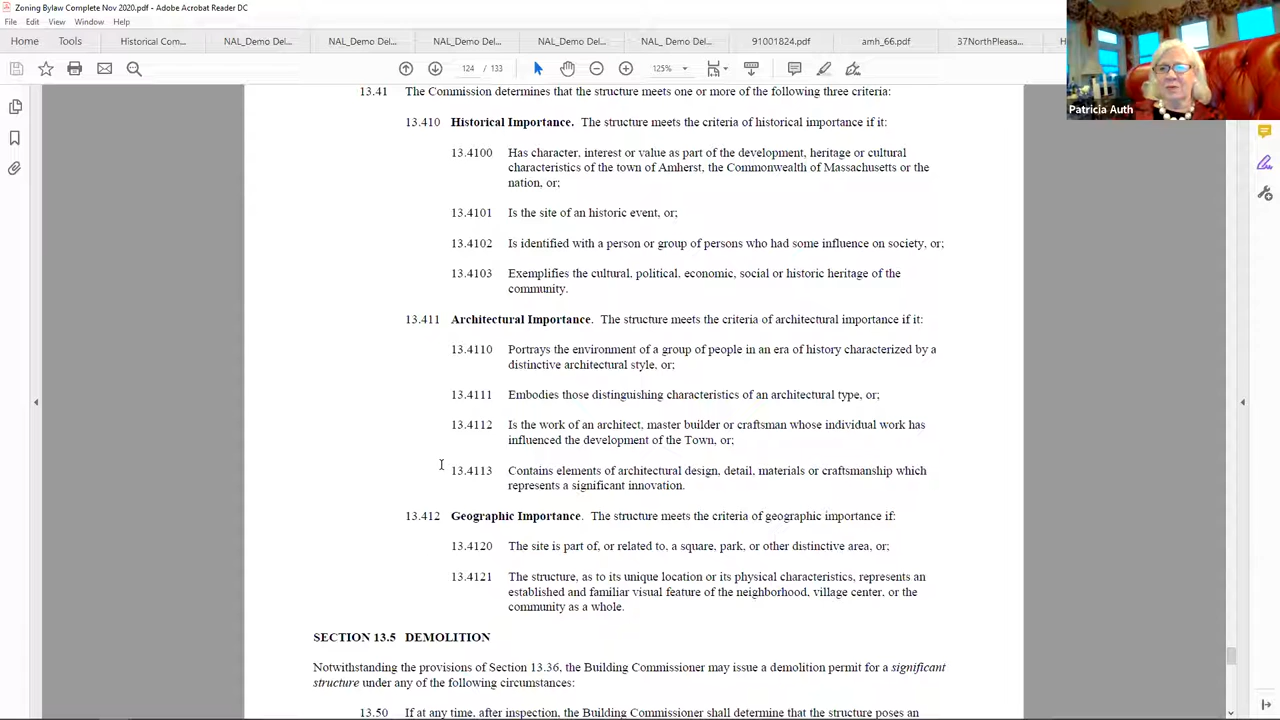 Zoning Bylaw Complete Nov 2020.pdf - Adobe Acrobat Reader DC
File Edit View Window Help
Home Tools Historical Com... NAL_Demo Del... NAL_Demo Del... NAL_Demo Del... NAL_Demo Del... NAL_ Demo Del... 91001824.pdf amh_66.pdf 37NorthPleasa...
124 / 133 125%
Patricia Auth
13.41 The Commission determines that the structure meets one or more of the following three criteria:
13.410 Historical Importance. The structure meets the criteria of historical importance if it:
13.4100 Has character, interest or value as part of the development, heritage or cultural
characteristics of the town of Amherst, the Commonwealth of Massachusetts or the
nation, or;
13.4101 Is the site of an historic event, or;
13.4102 Is identified with a person or group of persons who had some influence on society, or;
13.4103 Exemplifies the cultural, political, economic, social or historic heritage of the
community.
13.411 Architectural Importance. The structure meets the criteria of architectural importance if it:
13.4110 Portrays the environment of a group of people in an era of history characterized by a
distinctive architectural style, or;
13.4111 Embodies those distinguishing characteristics of an architectural type, or;
13.4112 Is the work of an architect, master builder or craftsman whose individual work has
influenced the development of the Town, or;
13.4113 Contains elements of architectural design, detail, materials or craftsmanship which
represents a significant innovation.
13.412 Geographic Importance. The structure meets the criteria of geographic importance if:
13.4120 The site is part of, or related to, a square, park, or other distinctive area, or;
13.4121 The structure, as to its unique location or its physical characteristics, represents an
established and familiar visual feature of the neighborhood, village center, or the
community as a whole.
SECTION 13.5 DEMOLITION
Notwithstanding the provisions of Section 13.36, the Building Commissioner may issue a demolition permit for a significant
structure under any of the following circumstances:
13.50 If at any time, after inspection, the Building Commissioner shall determine that the structure poses an